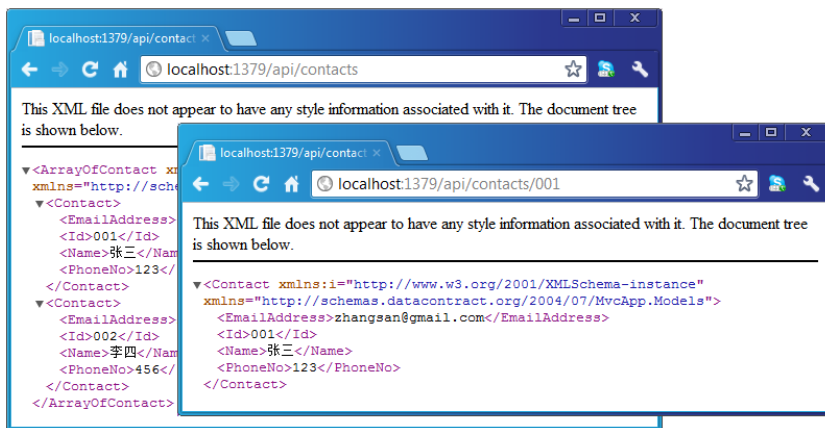 localhost:1379/api/contact
localhost:1379/api/contacts
This XML file does not appear to have any style information associated with it. The document tree
is shown below.
<ArrayOfContact
xmlns="http://sche
<Contact>
<EmailAddress>
<Id>001</Id>
<Name>张三</Nam
<PhoneNo>123</
</Contact>
<Contact>
<EmailAddress>
<Id>002</Id>
<Name>李四</Nam
<PhoneNo>456</
</Contact>
</ArrayOfContact>
localhost:1379/api/contact
localhost:1379/api/contacts/001
This XML file does not appear to have any style information associated with it. The document tree
is shown below.
<Contact xmlns:i="http://www.w3.org/2001/XMLSchema-instance"
xmlns="http://schemas.datacontract.org/2004/07/MvcApp.Models">
<EmailAddress>zhangsan@gmail.com</EmailAddress>
<Id>001</Id>
<Name>张三</Name>
<PhoneNo>123</PhoneNo>
</Contact>